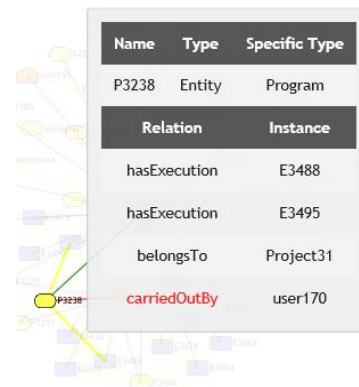 Name Type Specific Type
P3238 Entity Program
Relation Instance
hasExecution E3488
hasExecution E3495
belongsTo Project31
carriedOutBy user170
P3238